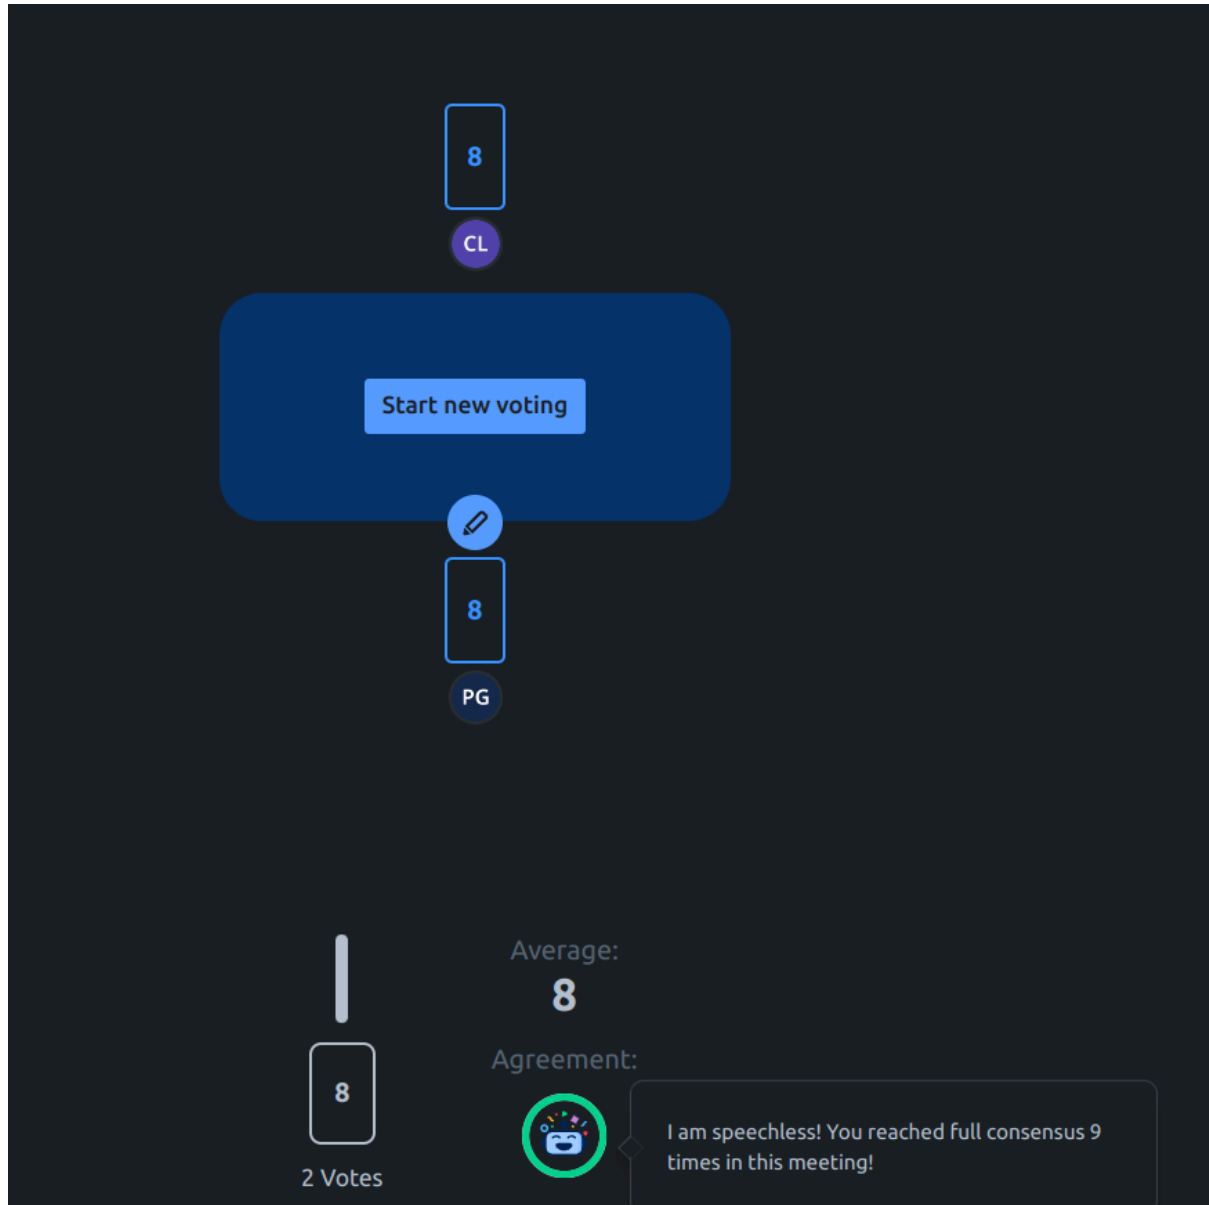 8
CL
Start new voting
8
PG
Average:
8
Agreement:
8
2 Votes
I am speechless! You reached full consensus 9
times in this meeting!